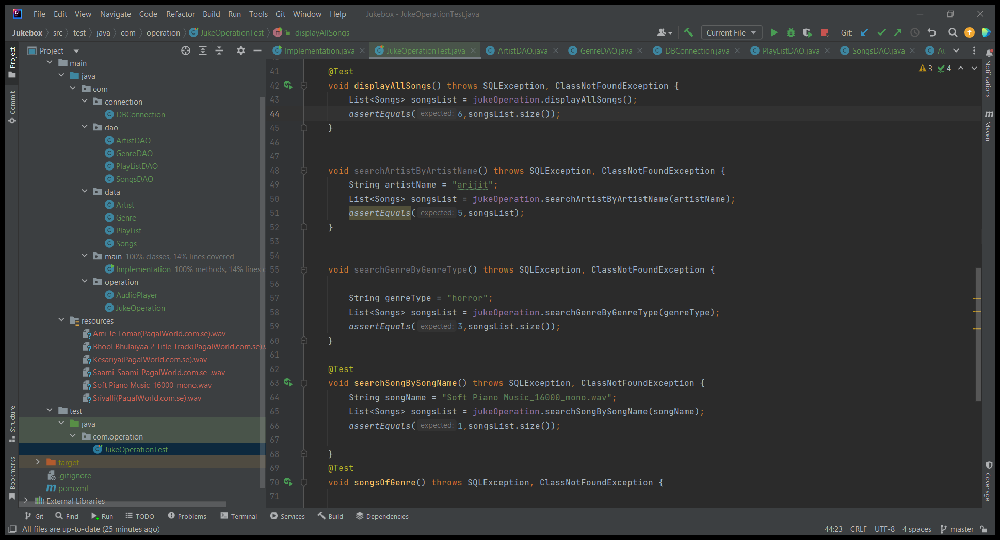 File Edit View Navigate Code Refactor Build Run Tools Git Window Help Jukebox - JukeOperationTest.java
Jukebox src test java com operation JukeOperationTest displayAllSongs Current File Git:
Project Implementation.java JukeOperationTest.java ArtistDAO.java GenreDAO.java DBConnection.java PlayListDAO.java SongsDAO.java Au
Project
Commit
Structure
Bookmarks
main
java
com
connection
DBConnection
dao
ArtistDAO
GenreDAO
PlayListDAO
SongsDAO
data
Artist
Genre
PlayList
Songs
main 100% classes, 14% lines covered
Implementation 100% methods, 14% lines c
operation
AudioPlayer
JukeOperation
resources
Ami Je Tomar(PagalWorld.com.se).wav
Bhool Bhulaiyaa 2 Title Track(PagalWorld.com.se).
Kesariya(PagalWorld.com.se).wav
Saami-Saami_PagalWorld.com.se_.wav
Soft Piano Music_16000_mono.wav
Srivalli(PagalWorld.com.se).wav
test
java
com.operation
JukeOperationTest
target
.gitignore
pom.xml
External Libraries
3 4
41 @Test
42 void displayAllSongs() throws SQLException, ClassNotFoundException {
43 List<Songs> songsList = jukeOperation.displayAllSongs();
44 assertEquals( expected: 6,songsList.size());
45 }
46
47
48 void searchArtistByArtistName() throws SQLException, ClassNotFoundException {
49 String artistName = "arijit";
50 List<Songs> songsList = jukeOperation.searchArtistByArtistName(artistName);
51 assertEquals( expected: 5,songsList);
52 }
53
54
55 void searchGenreByGenreType() throws SQLException, ClassNotFoundException {
56
57 String genreType = "horror";
58 List<Songs> songsList = jukeOperation.searchGenreByGenreType(genreType);
59 assertEquals( expected: 3,songsList.size());
60 }
61
62 @Test
63 void searchSongBySongName() throws SQLException, ClassNotFoundException {
64 String songName = "Soft Piano Music_16000_mono.wav";
65 List<Songs> songsList = jukeOperation.searchSongBySongName(songName);
66 assertEquals( expected: 1,songsList.size());
67
68 }
69 @Test
70 void songsOfGenre() throws SQLException, ClassNotFoundException {
71
Notifications
Maven
Coverage
Git Find Run TODO Problems Terminal Services Build Dependencies
All files are up-to-date (25 minutes ago) 44:23 CRLF UTF-8 4 spaces master